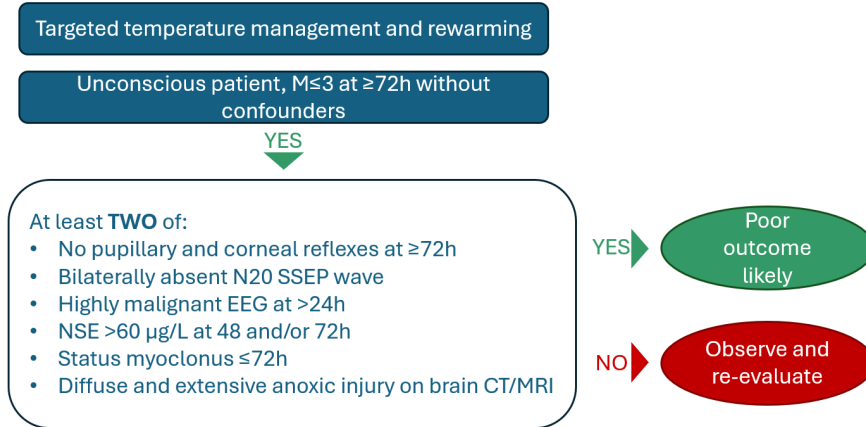 Targeted temperature management and rewarming
Unconscious patient, M≤3 at ≥72h without
confounders
YES
At least TWO of:
• No pupillary and corneal reflexes at ≥72h
• Bilaterally absent N20 SSEP wave
• Highly malignant EEG at >24h
• NSE >60 µg/L at 48 and/or 72h
• Status myoclonus ≤72h
• Diffuse and extensive anoxic injury on brain CT/MRI
YES
Poor
outcome
likely
NO
Observe and
re-evaluate